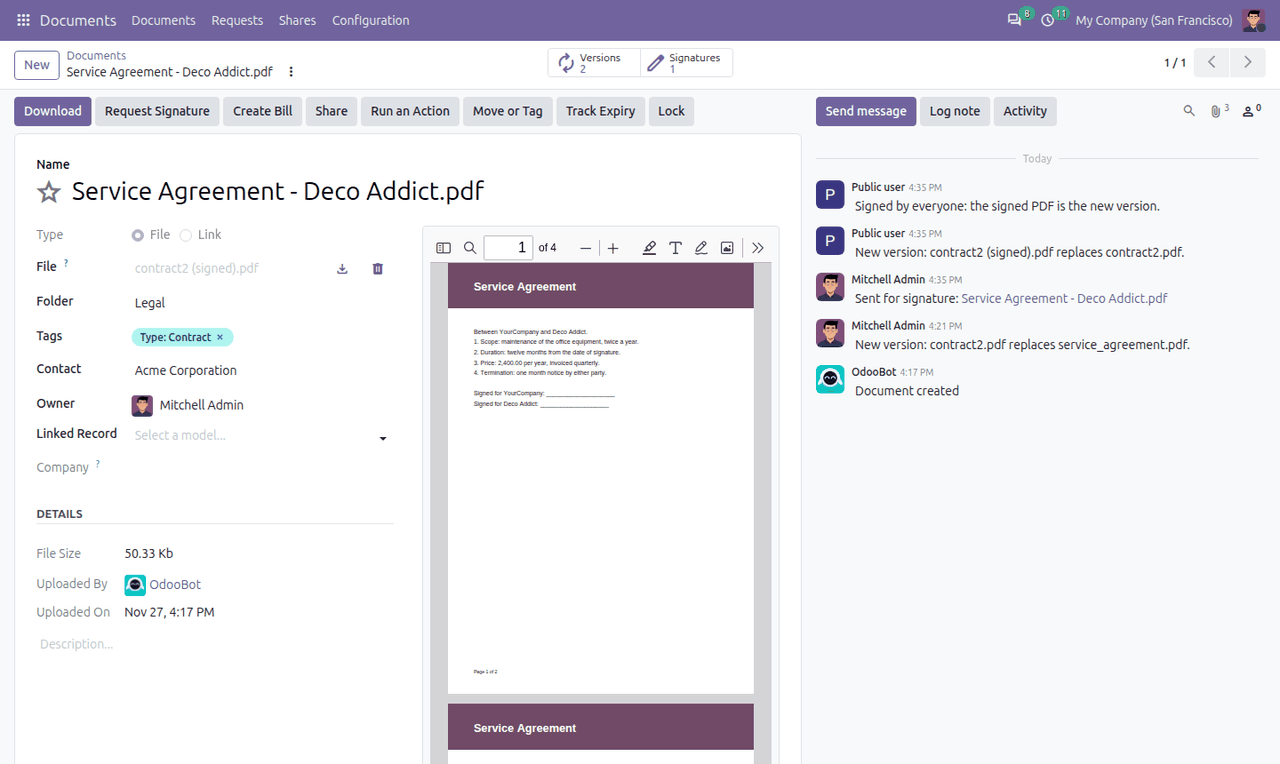 Documents Documents Requests Shares Configuration 8 11 My Company (San Francisco)
New Documents
Service Agreement - Deco Addict.pdf
Versions 2
Signatures 1
1 / 1
Download Request Signature Create Bill Share Run an Action Move or Tag Track Expiry Lock
Send message Log note Activity 3 0
Name
Service Agreement - Deco Addict.pdf
Type File Link
File ? contract2 (signed).pdf
Folder Legal
Tags Type: Contract ×
Contact Acme Corporation
Owner Mitchell Admin
Linked Record Select a model...
Company ?
DETAILS
File Size 50.33 Kb
Uploaded By OdooBot
Uploaded On Nov 27, 4:17 PM
Description...
1 of 4
Service Agreement
Between YourCompany and Deco Addict.
1. Scope: maintenance of the office equipment, twice a year.
2. Duration: twelve months from the date of signature.
3. Price: 2,400.00 per year, invoiced quarterly.
4. Termination: one month notice by either party.
Signed for YourCompany: ____________________
Signed for Deco Addict: ____________________
Page 1 of 2
Service Agreement
Today
P Public user 4:35 PM
Signed by everyone: the signed PDF is the new version.
P Public user 4:35 PM
New version: contract2 (signed).pdf replaces contract2.pdf.
Mitchell Admin 4:35 PM
Sent for signature: Service Agreement - Deco Addict.pdf
Mitchell Admin 4:21 PM
New version: contract2.pdf replaces service_agreement.pdf.
OdooBot 4:17 PM
Document created